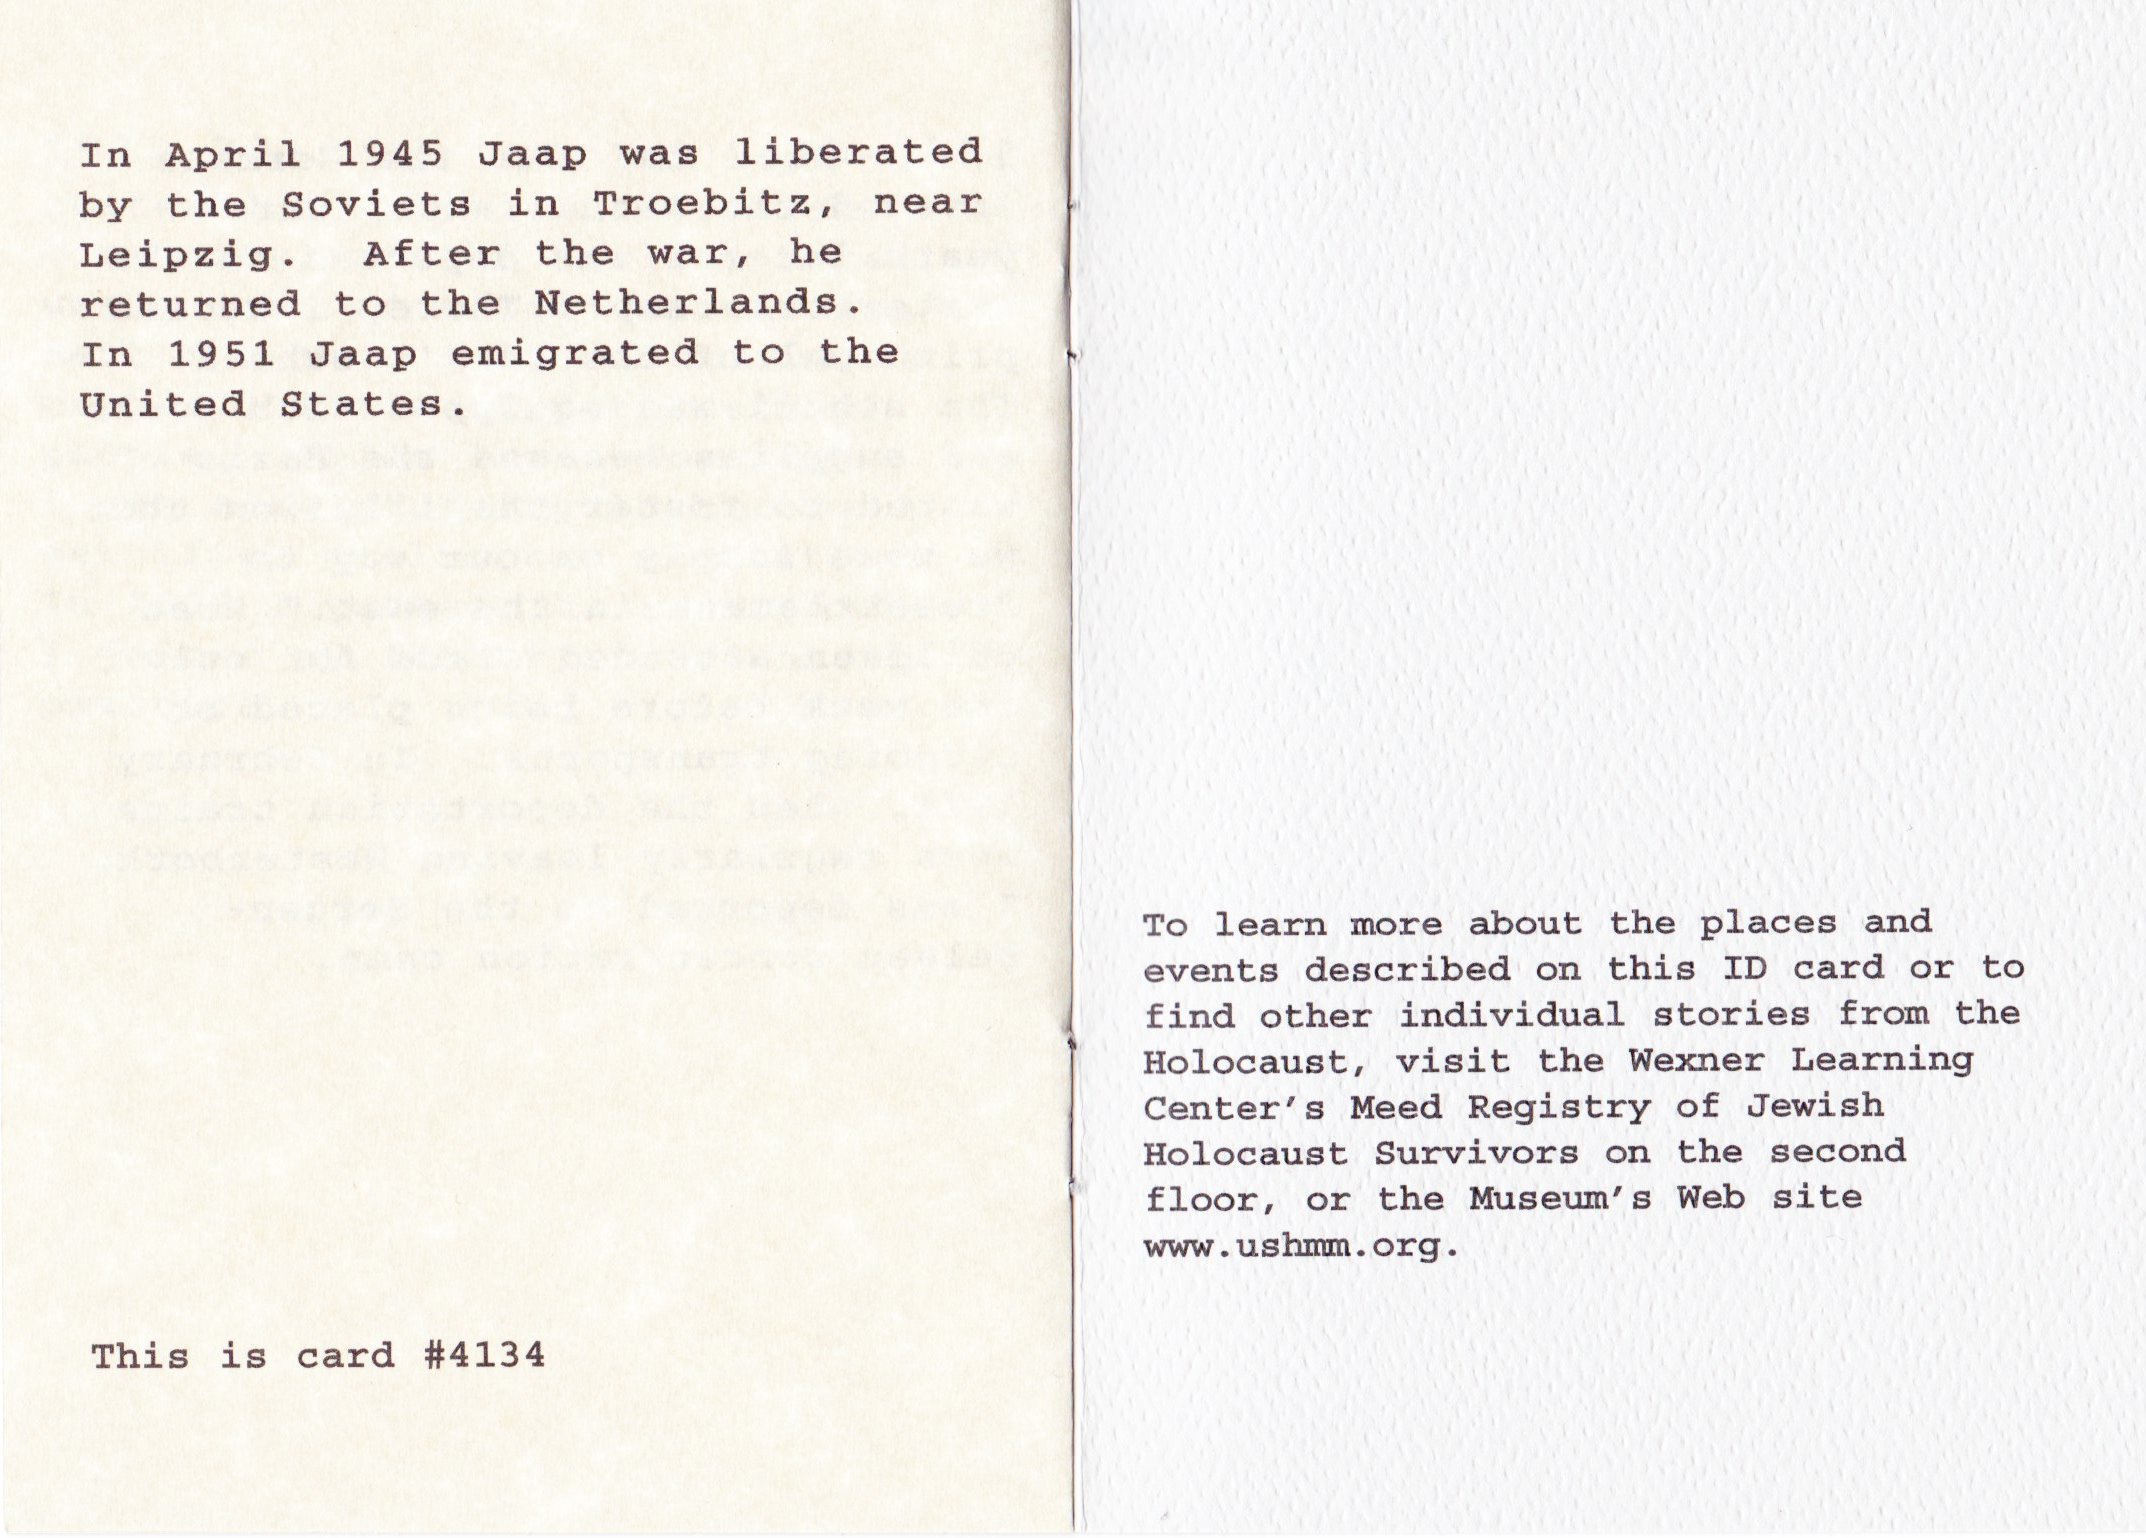 In April 1945 Jaap was liberated
by the Soviets in Troebitz, near
Leipzig.  After the war, he
returned to the Netherlands.
In 1951 Jaap emigrated to the
United States.
This is card #4134
To learn more about the places and
events described on this ID card or to
find other individual stories from the
Holocaust, visit the Wexner Learning
Center's Meed Registry of Jewish
Holocaust Survivors on the second
floor, or the Museum's Web site
www.ushmm.org.